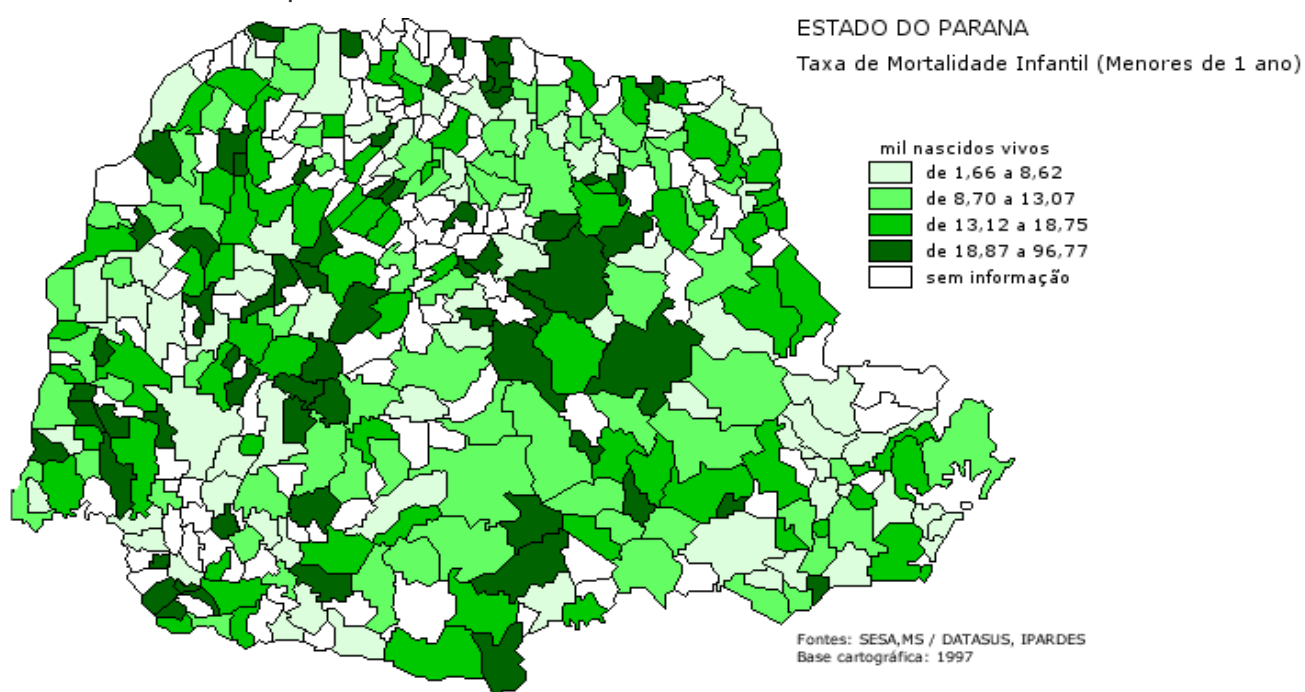 ESTADO DO PARANA
Taxa de Mortalidade Infantil (Menores de 1 ano)
mil nascidos vivos
de 1,66 a 8,62
de 8,70 a 13,07
de 13,12 a 18,75
de 18,87 a 96,77
sem informação
Fontes: SESA,MS / DATASUS, IPARDES
Base cartográfica: 1997